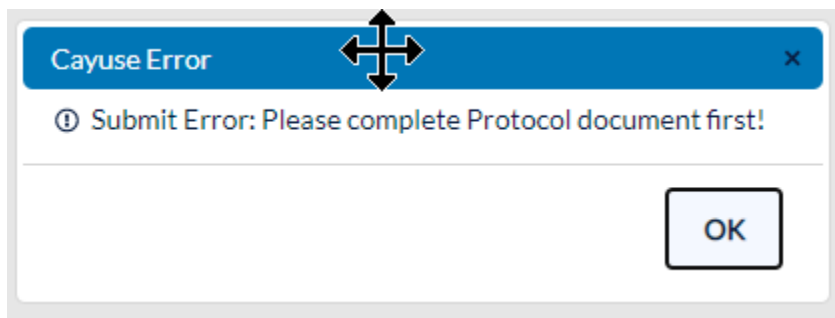 Cayuse Error ×
Submit Error: Please complete Protocol document first!
OK